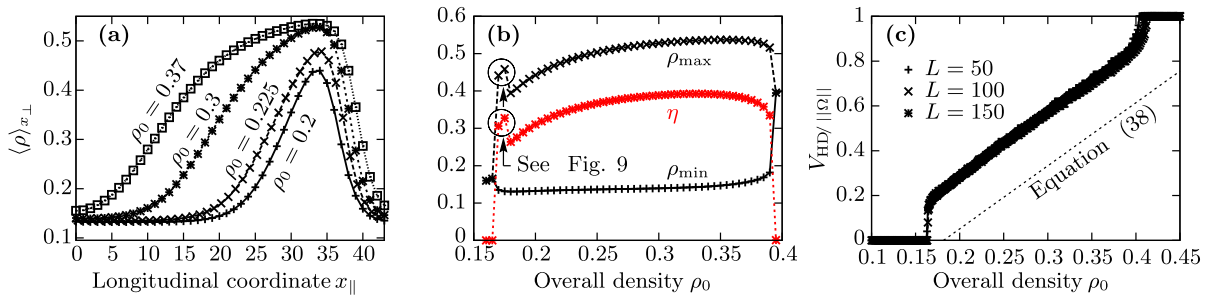 (a)
0.5
0.4
0.3
0.2
0.1
⟨ρ⟩x⊥
ρ0 = 0.37
ρ0 = 0.3
ρ0 = 0.225
ρ0 = 0.2
0 5 10 15 20 25 30 35 40
Longitudinal coordinate x∥
(b)
0.6
0.5
0.4
0.3
0.2
0.1
0
ρmax
η
See Fig. 9
ρmin
0.2 0.25 0.3 0.35 0.4
Overall density ρ0
(c)
1
0.8
0.6
0.4
0.2
0
VHD/ ||Ω||
L = 50
L = 100
L = 150
Equation (38)
0.1 0.15 0.2 0.25 0.3 0.35 0.4 0.45
Overall density ρ0